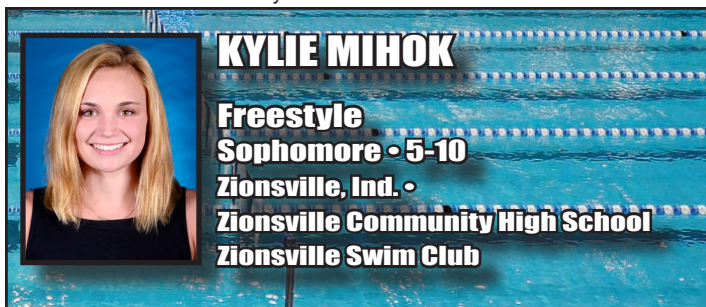 KYLIE MIHOK
Freestyle
Sophomore • 5-10
Zionsville, Ind. •
Zionsville Community High School
Zionsville Swim Club